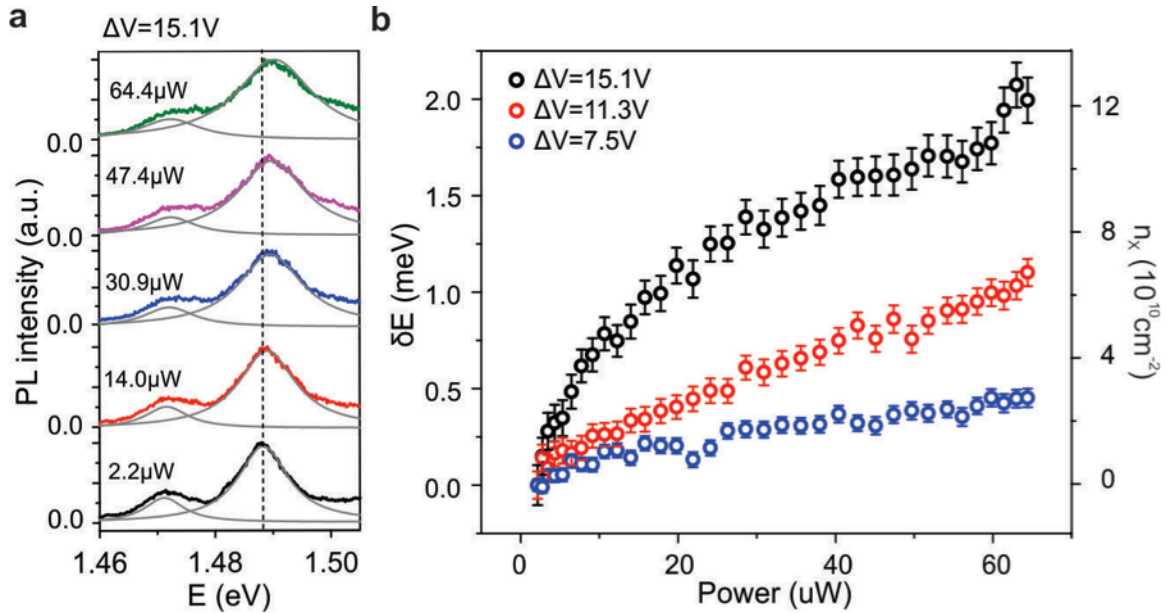 a
ΔV=15.1V
64.4μW
0.0
47.4μW
0.0
30.9μW
0.0
14.0μW
0.0
2.2μW
0.0
PL intensity (a.u.)
1.46
1.48
1.50
E (eV)
b
ΔV=15.1V
ΔV=11.3V
ΔV=7.5V
2.0
1.5
1.0
0.5
0.0
δE (meV)
12
8
4
0
nₓ (10¹⁰cm⁻²)
0
20
40
60
Power (uW)